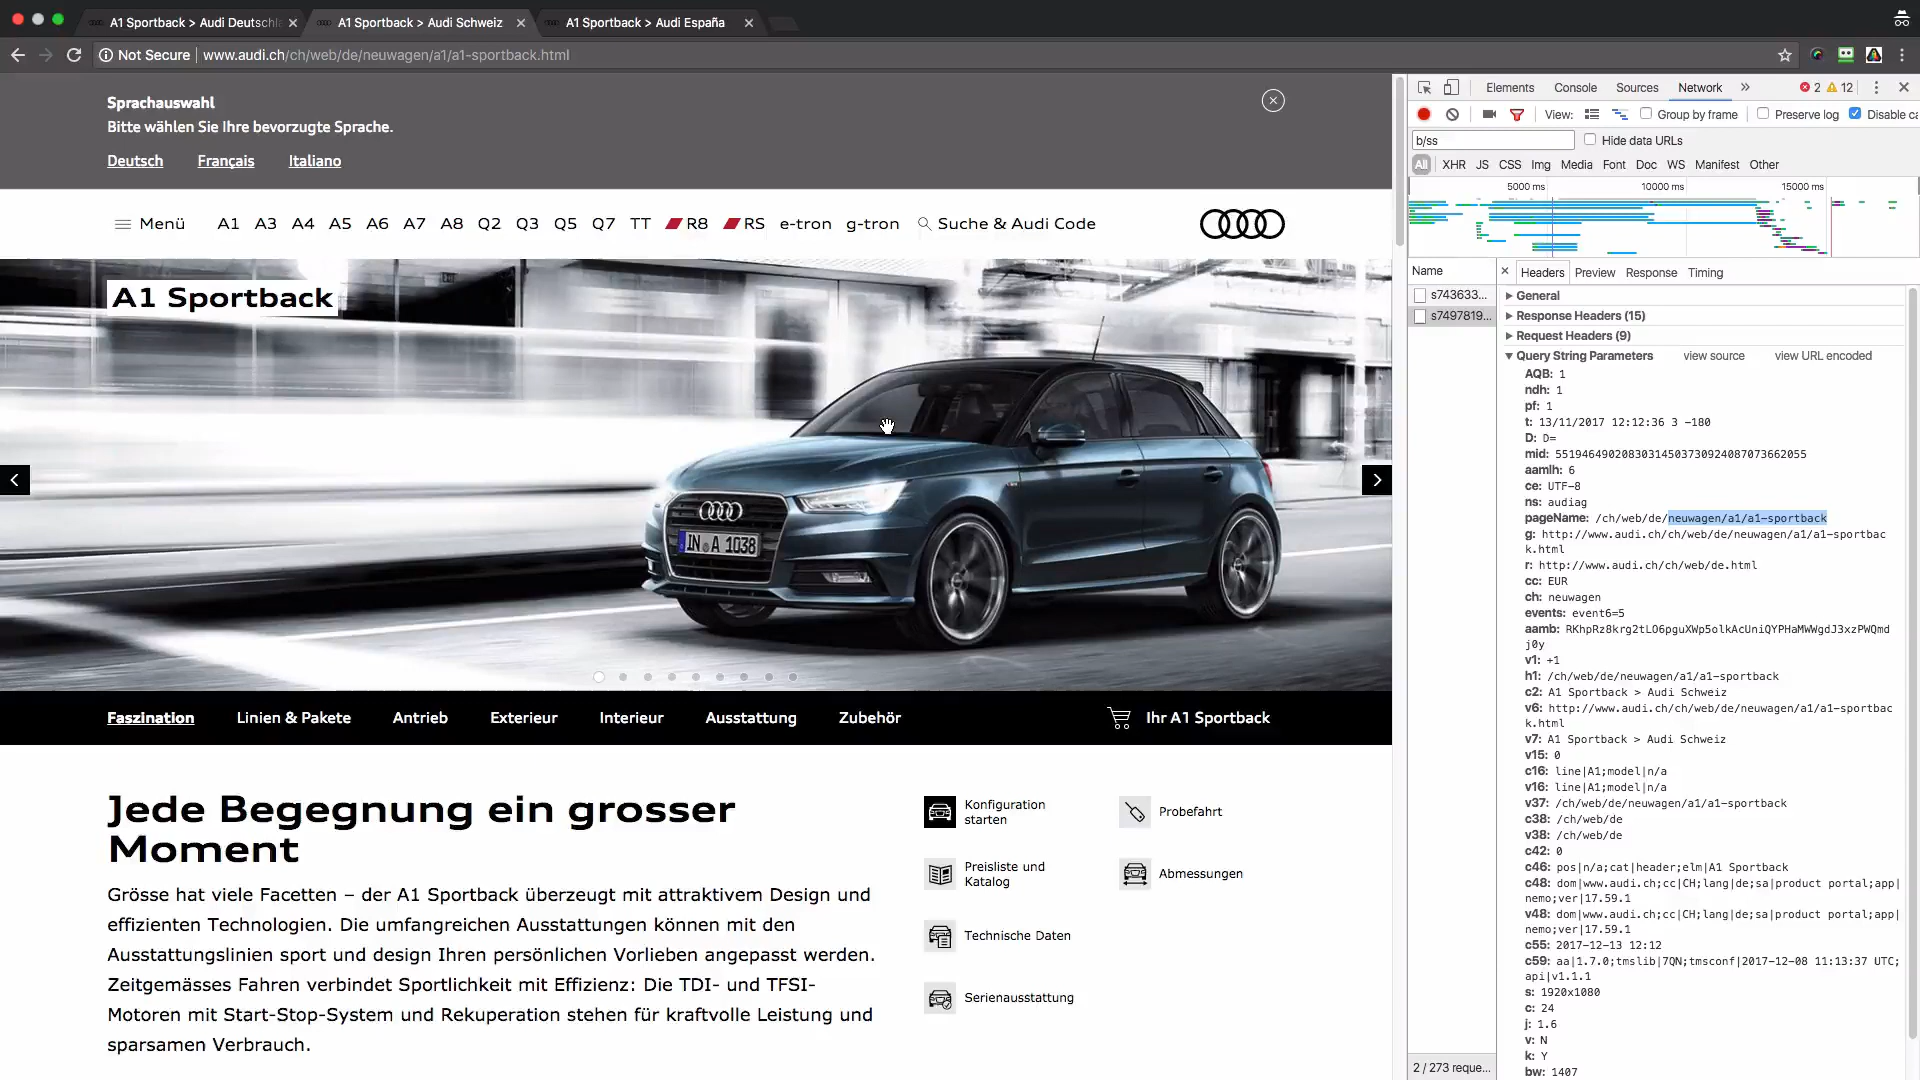 A1 Sportback > Audi Deutschla
A1 Sportback > Audi Schweiz
A1 Sportback > Audi España
Not Secure
www.audi.ch/ch/web/de/neuwagen/a1/a1-sportback.html
Sprachauswahl
Bitte wählen Sie Ihre bevorzugte Sprache.
Deutsch Français Italiano
Menü A1 A3 A4 A5 A6 A7 A8 Q2 Q3 Q5 Q7 TT R8 RS e-tron g-tron Suche & Audi Code
A1 Sportback
IN A 1038
Faszination Linien & Pakete Antrieb Exterieur Interieur Ausstattung Zubehör Ihr A1 Sportback
Jede Begegnung ein grosser
Moment
Grösse hat viele Facetten – der A1 Sportback überzeugt mit attraktivem Design und
effizienten Technologien. Die umfangreichen Ausstattungen können mit den
Ausstattungslinien sport und design Ihren persönlichen Vorlieben angepasst werden.
Zeitgemässes Fahren verbindet Sportlichkeit mit Effizienz: Die TDI- und TFSI-
Motoren mit Start-Stop-System und Rekuperation stehen für kraftvolle Leistung und
sparsamen Verbrauch.
Konfiguration
starten
Probefahrt
Preisliste und
Katalog
Abmessungen
Technische Daten
Serienausstattung
Elements Console Sources Network 2 12
View: Group by frame Preserve log Disable ca
b/ss Hide data URLs
All XHR JS CSS Img Media Font Doc WS Manifest Other
5000 ms 10000 ms 15000 ms
Name
s743633...
s7497819...
2 / 273 reque...
Headers Preview Response Timing
General
Response Headers (15)
Request Headers (9)
Query String Parameters view source view URL encoded
AQB: 1
ndh: 1
pf: 1
t: 13/11/2017 12:12:36 3 -180
D: D=
mid: 55194649020830314503730924087073662055
aamlh: 6
ce: UTF-8
ns: audiag
pageName: /ch/web/de/neuwagen/a1/a1-sportback
g: http://www.audi.ch/ch/web/de/neuwagen/a1/a1-sportbac
k.html
r: http://www.audi.ch/ch/web/de.html
cc: EUR
ch: neuwagen
events: event6=5
aamb: RKhpRz8krg2tLO6pguXWp5olkAcUniQYPHaMWWgdJ3xzPWQmd
j0y
v1: +1
h1: /ch/web/de/neuwagen/a1/a1-sportback
c2: A1 Sportback > Audi Schweiz
v6: http://www.audi.ch/ch/web/de/neuwagen/a1/a1-sportbac
k.html
v7: A1 Sportback > Audi Schweiz
v15: 0
c16: line|A1;model|n/a
v16: line|A1;model|n/a
v37: /ch/web/de/neuwagen/a1/a1-sportback
c38: /ch/web/de
v38: /ch/web/de
c42: 0
c46: pos|n/a;cat|header;elm|A1 Sportback
c48: dom|www.audi.ch;cc|CH;lang|de;sa|product portal;app|
nemo;ver|17.59.1
v48: dom|www.audi.ch;cc|CH;lang|de;sa|product portal;app|
nemo;ver|17.59.1
c55: 2017-12-13 12:12
c59: aa|1.7.0;tmslib|7QN;tmsconf|2017-12-08 11:13:37 UTC;
api|v1.1.1
s: 1920x1080
c: 24
j: 1.6
v: N
k: Y
bw: 1407